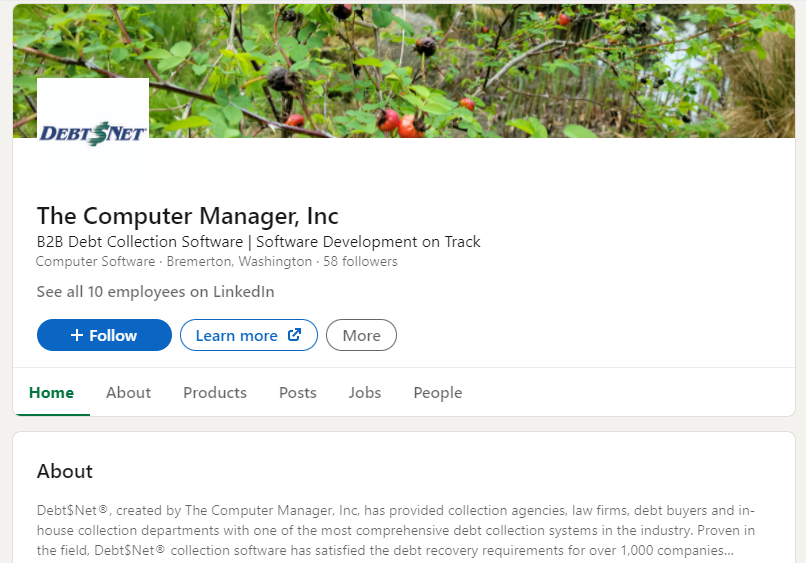 DEBT$NET
The Computer Manager, Inc
B2B Debt Collection Software | Software Development on Track
Computer Software · Bremerton, Washington · 58 followers
See all 10 employees on LinkedIn
+ Follow
Learn more
More
Home
About
Products
Posts
Jobs
People
About
Debt$Net®, created by The Computer Manager, Inc, has provided collection agencies, law firms, debt buyers and in-
house collection departments with one of the most comprehensive debt collection systems in the industry. Proven in
the field, Debt$Net® collection software has satisfied the debt recovery requirements for over 1,000 companies...